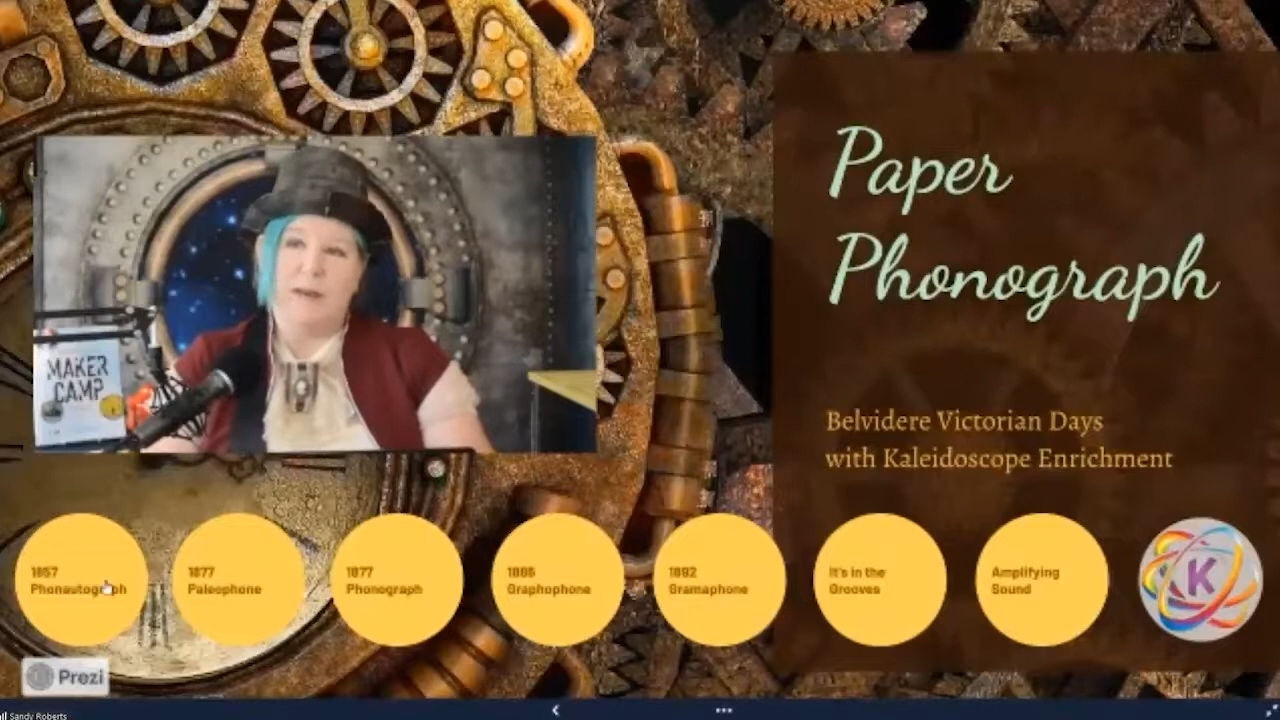 Paper
Phonograph
MAKER
CAMP
Belvidere Victorian Days
with Kaleidoscope Enrichment
1857
Phonautograph
1877
Paleophone
1877
Phonograph
1886
Graphophone
1892
Gramaphone
It's in the
Grooves
Amplifying
Sound
K
Prezi
Sandy Roberts